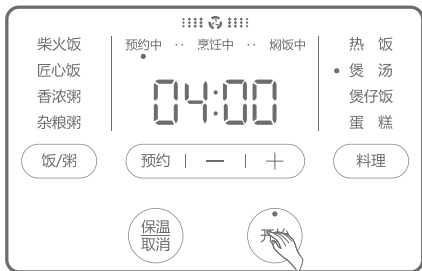 预约中 ·· 烹饪中 ·· 焖饭中
柴火饭
匠心饭
香浓粥
杂粮粥
04:00
热 饭
• 煲 汤
煲仔饭
蛋 糕
饭/粥
预约 | — | +
料理
保温
取消